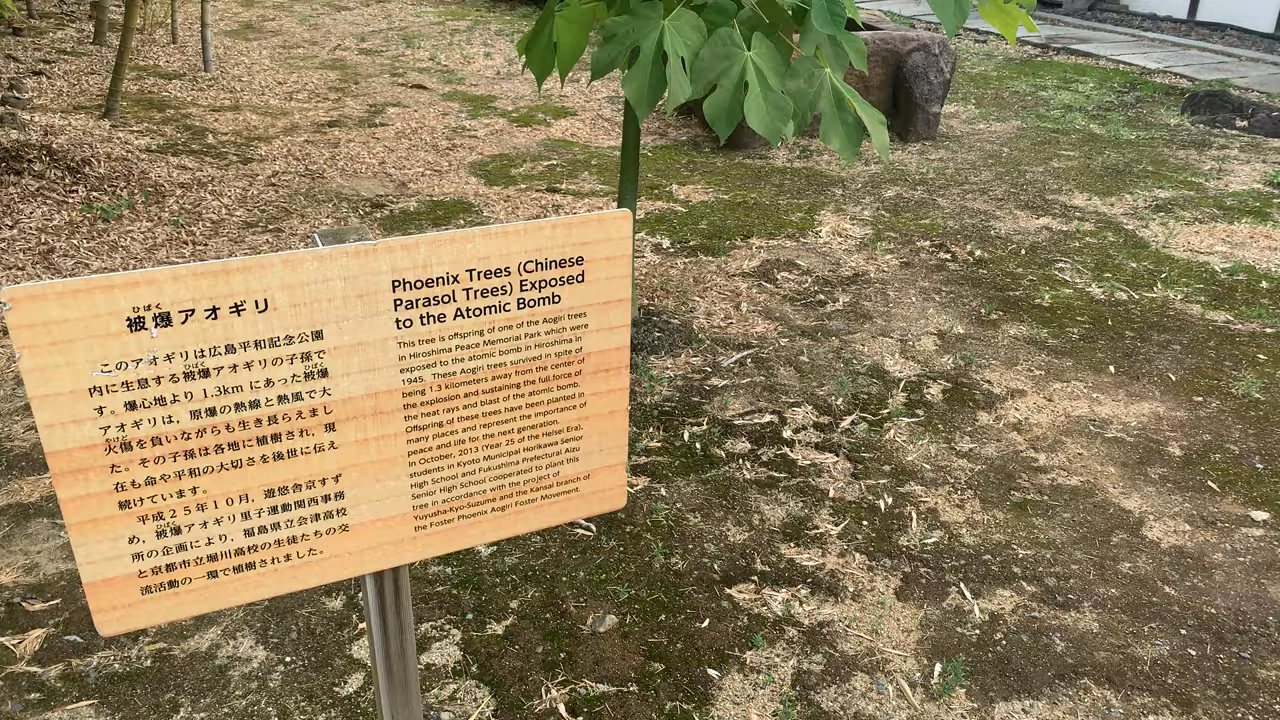 ひばく
被爆アオギリ
このアオギリは広島平和記念公園
ひばく
内に生息する被爆アオギリの子孫で
ひばく
す。爆心地より1.3kmにあった被爆
アオギリは，原爆の熱線と熱風で大
やけど
火傷を負いながらも生き長らえまし
た。その子孫は各地に植樹され，現
在も命や平和の大切さを後世に伝え
続けています。
平成２５年１０月，遊悠舎京すず
ひばく
め，被爆アオギリ里子運動関西事務
所の企画により，福島県立会津高校
と京都市立堀川高校の生徒たちの交
流活動の一環で植樹されました。
Phoenix Trees (Chinese
Parasol Trees) Exposed
to the Atomic Bomb
This tree is offspring of one of the Aogiri trees
in Hiroshima Peace Memorial Park which were
exposed to the atomic bomb in Hiroshima in
1945. These Aogiri trees survived in spite of
being 1.3 kilometers away from the center of
the explosion and sustaining the full force of
the heat rays and blast of the atomic bomb.
Offspring of these trees have been planted in
many places and represent the importance of
peace and life for the next generation.
In October, 2013 (Year 25 of the Heisei Era),
students in Kyoto Municipal Horikawa Senior
High School and Fukushima Prefectural Aizu
Senior High School cooperated to plant this
tree in accordance with the project of
Yuyusha-Kyo-Suzume and the Kansai branch of
the Foster Phoenix Aogiri Foster Movement.